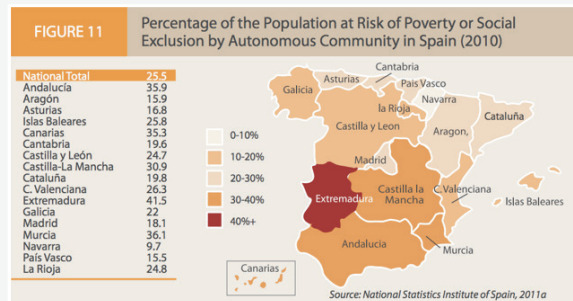 FIGURE 11
Percentage of the Population at Risk of Poverty or Social
Exclusion by Autonomous Community in Spain (2010)
National Total 25.5
Andalucía 35.9
Aragón 15.9
Asturias 16.8
Islas Baleares 25.8
Canarias 35.3
Cantabria 19.6
Castilla y León 24.7
Castilla-La Mancha 30.9
Cataluña 19.8
C. Valenciana 26.3
Extremadura 41.5
Galicia 22
Madrid 18.1
Murcia 36.1
Navarra 9.7
País Vasco 15.5
La Rioja 24.8
0-10%
10-20%
20-30%
30-40%
40%+
Cantabria
Asturias
País Vasco
Galicia
Navarra
la Rioja
Cataluña
Castilla y Leon
Aragon,
Madrid
Castilla la
Mancha
C. Valenciana
Extremadura
Islas Baleares
Andalucia
Murcia
Canarias
Source: National Statistics Institute of Spain, 2011a